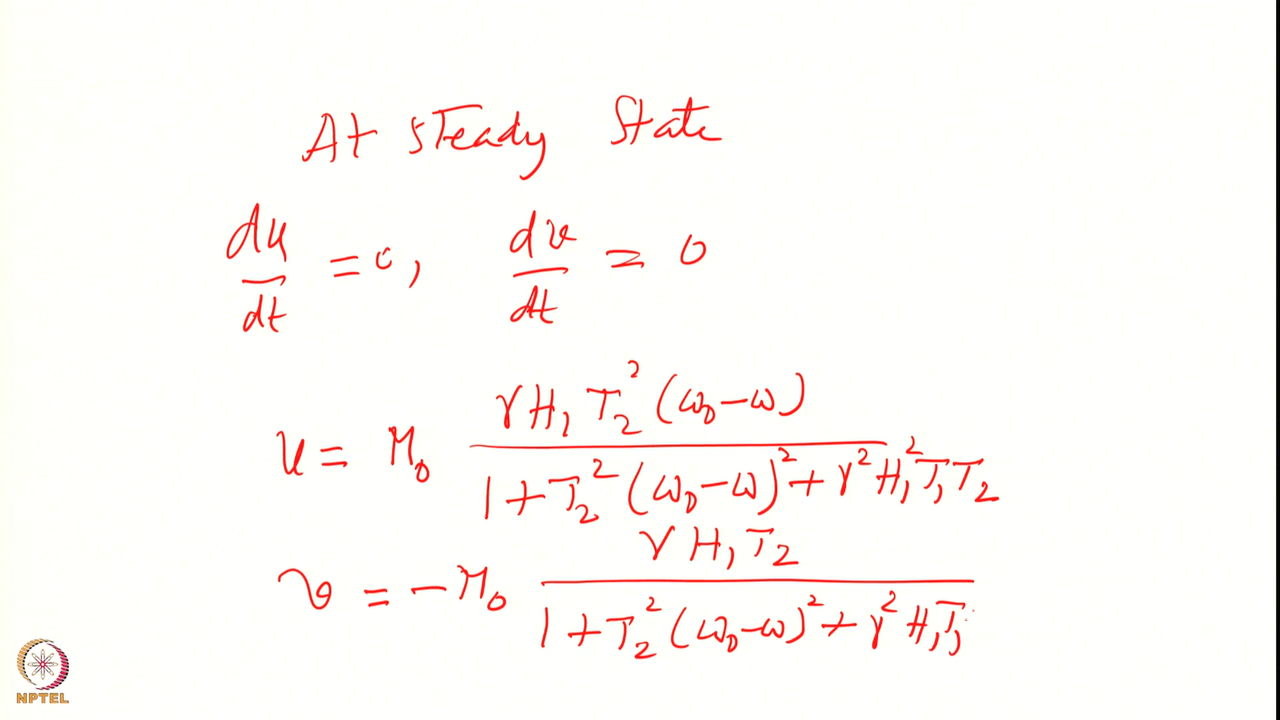 At steady State
du/dt = 0, dv/dt = 0
u = M₀ γH₁T₂²(ω₀-ω) / 1+T₂²(ω₀-ω)²+γ²H₁²T₁T₂
v = -M₀ γH₁T₂ / 1+T₂²(ω₀-ω)²+γ²H₁T₁
NPTEL